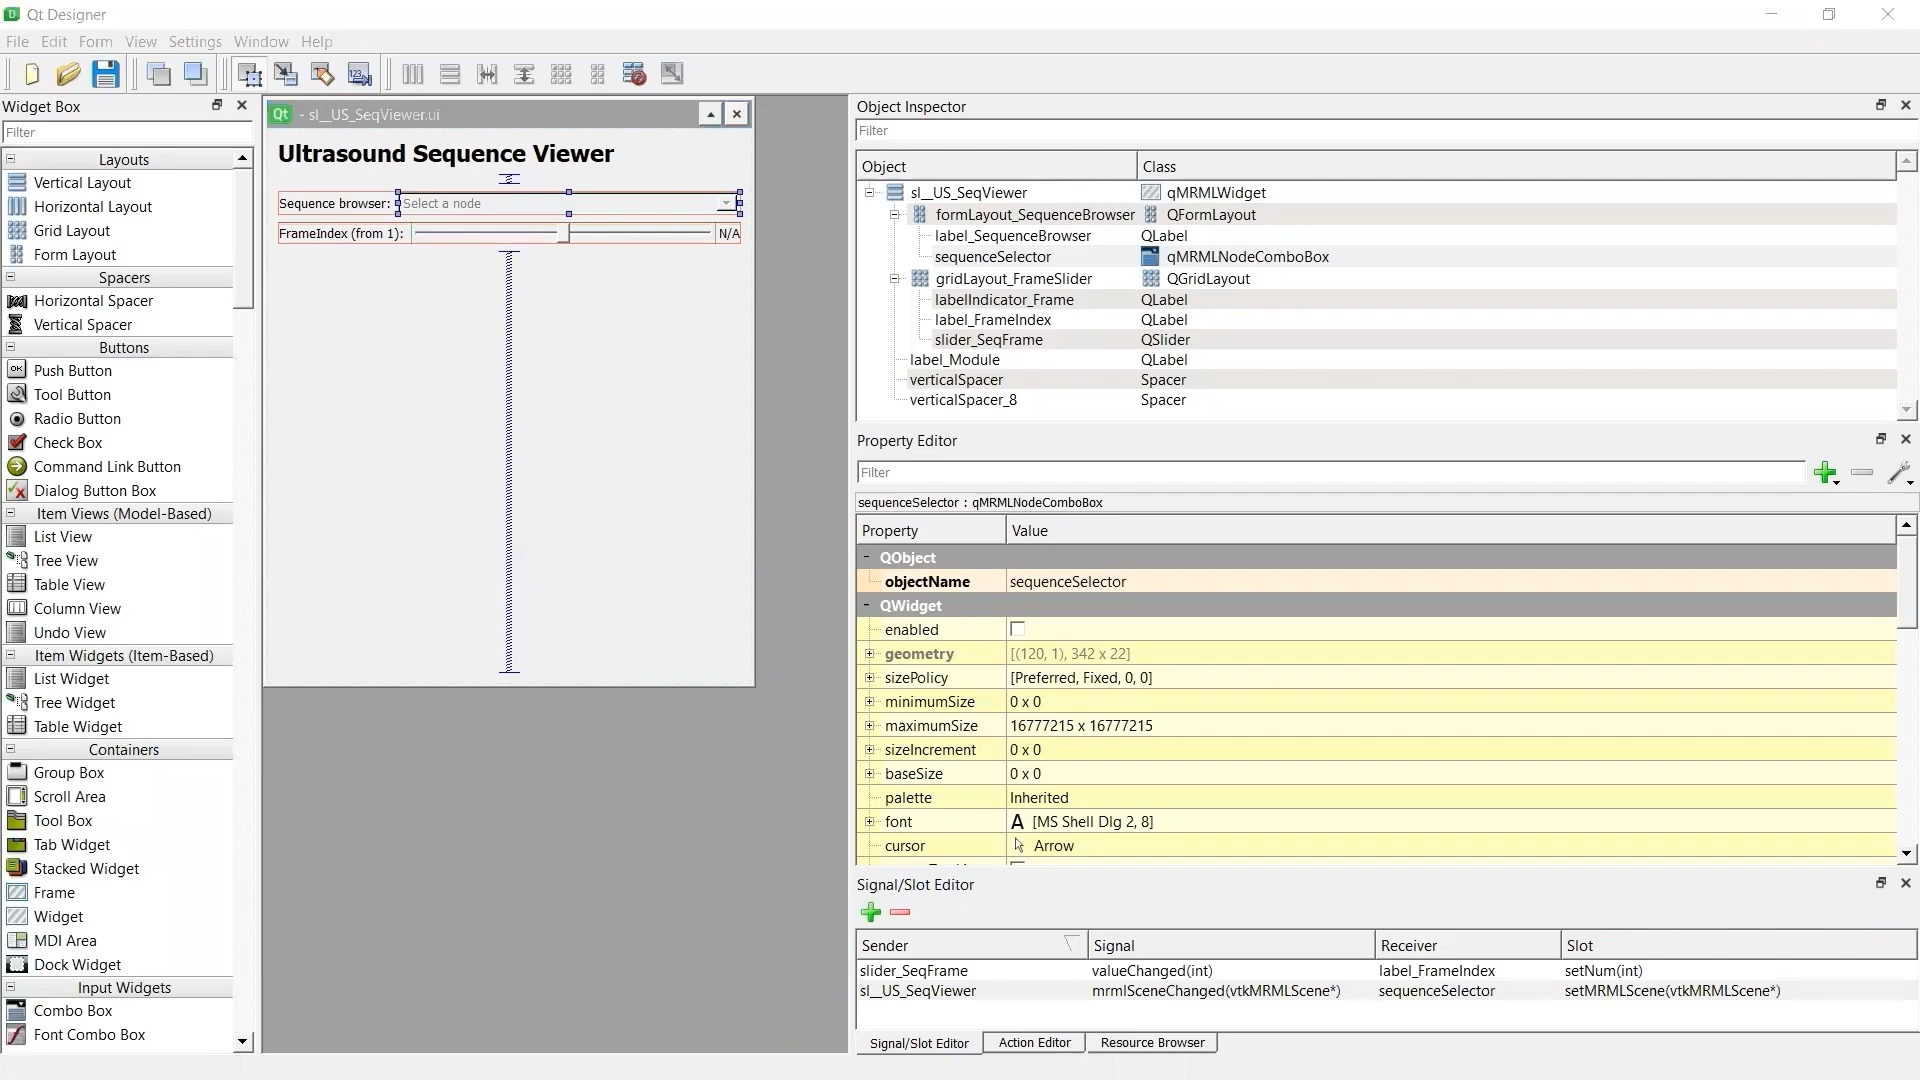 Qt Designer
File Edit Form View Settings Window Help
Widget Box
Filter
Layouts
Vertical Layout
Horizontal Layout
Grid Layout
Form Layout
Spacers
Horizontal Spacer
Vertical Spacer
Buttons
OK Push Button
Tool Button
Radio Button
Check Box
Command Link Button
Dialog Button Box
Item Views (Model-Based)
List View
Tree View
Table View
Column View
Undo View
Item Widgets (Item-Based)
List Widget
Tree Widget
Table Widget
Containers
Group Box
Scroll Area
Tool Box
Tab Widget
Stacked Widget
Frame
Widget
MDI Area
Dock Widget
Input Widgets
Combo Box
Font Combo Box
Qt - sl__US_SeqViewer.ui
Ultrasound Sequence Viewer
Sequence browser: Select a node
FrameIndex (from 1): N/A
Object Inspector
Filter
Object Class
sl__US_SeqViewer qMRMLWidget
formLayout_SequenceBrowser QFormLayout
label_SequenceBrowser QLabel
sequenceSelector qMRMLNodeComboBox
gridLayout_FrameSlider QGridLayout
labelIndicator_Frame QLabel
label_FrameIndex QLabel
slider_SeqFrame QSlider
label_Module QLabel
verticalSpacer Spacer
verticalSpacer_8 Spacer
Property Editor
Filter
sequenceSelector : qMRMLNodeComboBox
Property Value
QObject
objectName sequenceSelector
QWidget
enabled
geometry [(120, 1), 342 x 22]
sizePolicy [Preferred, Fixed, 0, 0]
minimumSize 0 x 0
maximumSize 16777215 x 16777215
sizeIncrement 0 x 0
baseSize 0 x 0
palette Inherited
font A [MS Shell Dlg 2, 8]
cursor Arrow
Signal/Slot Editor
Sender Signal Receiver Slot
slider_SeqFrame valueChanged(int) label_FrameIndex setNum(int)
sl__US_SeqViewer mrmlSceneChanged(vtkMRMLScene*) sequenceSelector setMRMLScene(vtkMRMLScene*)
Signal/Slot Editor Action Editor Resource Browser